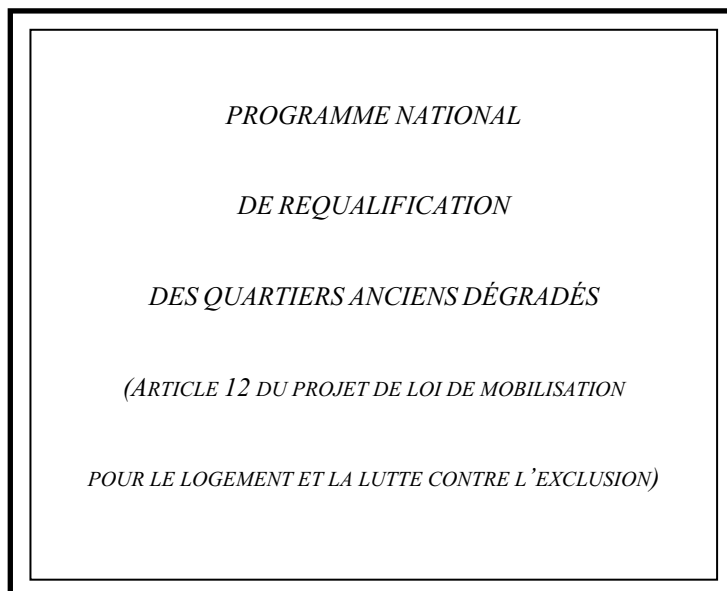 PROGRAMME NATIONAL
DE REQUALIFICATION
DES QUARTIERS ANCIENS DÉGRADÉS
(ARTICLE 12 DU PROJET DE LOI DE MOBILISATION
POUR LE LOGEMENT ET LA LUTTE CONTRE L’EXCLUSION)